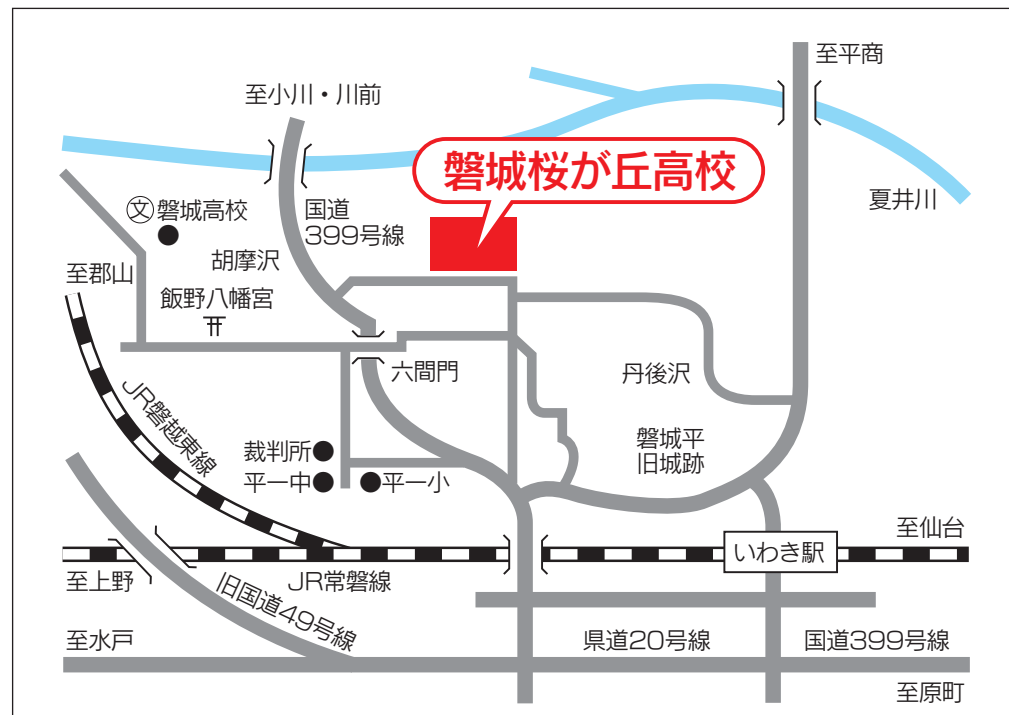 至平商
至小川・川前
磐城桜が丘高校
夏井川
㊛磐城高校
国道
399号線
胡摩沢
至郡山
飯野八幡宮
六間門
丹後沢
JR磐越東線
裁判所
平一中
平一小
磐城平
旧城跡
至仙台
いわき駅
至上野
JR常磐線
旧国道49号線
至水戸
県道20号線
国道399号線
至原町